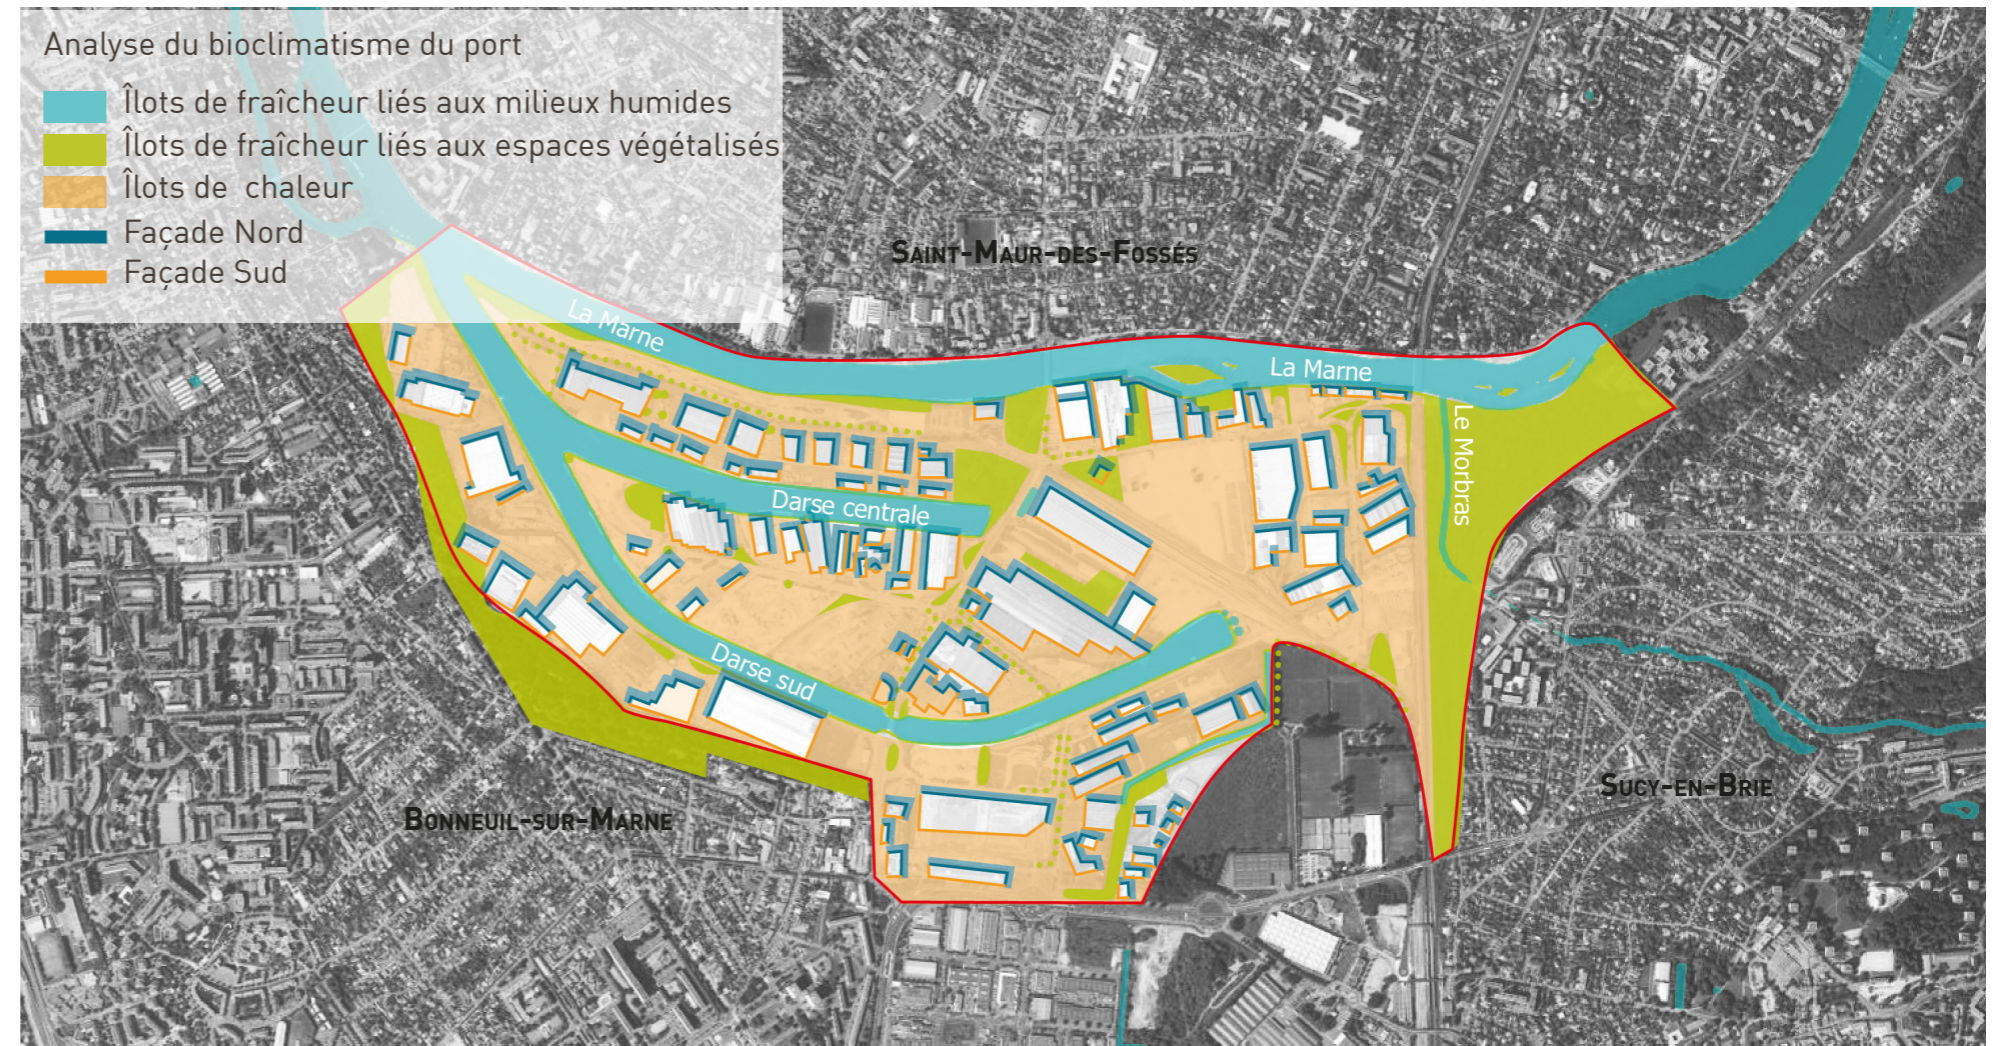 Analyse du bioclimatisme du port
Îlots de fraîcheur liés aux milieux humides
Îlots de fraîcheur liés aux espaces végétalisés
Îlots de chaleur
Façade Nord
Façade Sud
Saint-Maur-des-Fossés
La Marne
La Marne
Le Morbras
Darse centrale
Darse sud
Sucy-en-Brie
Bonneuil-sur-Marne